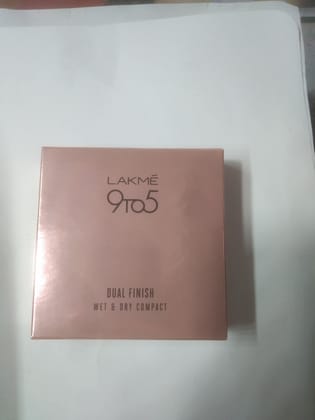 LAKMÉ
9TO5
DUAL FINISH
WET & DRY COMPACT